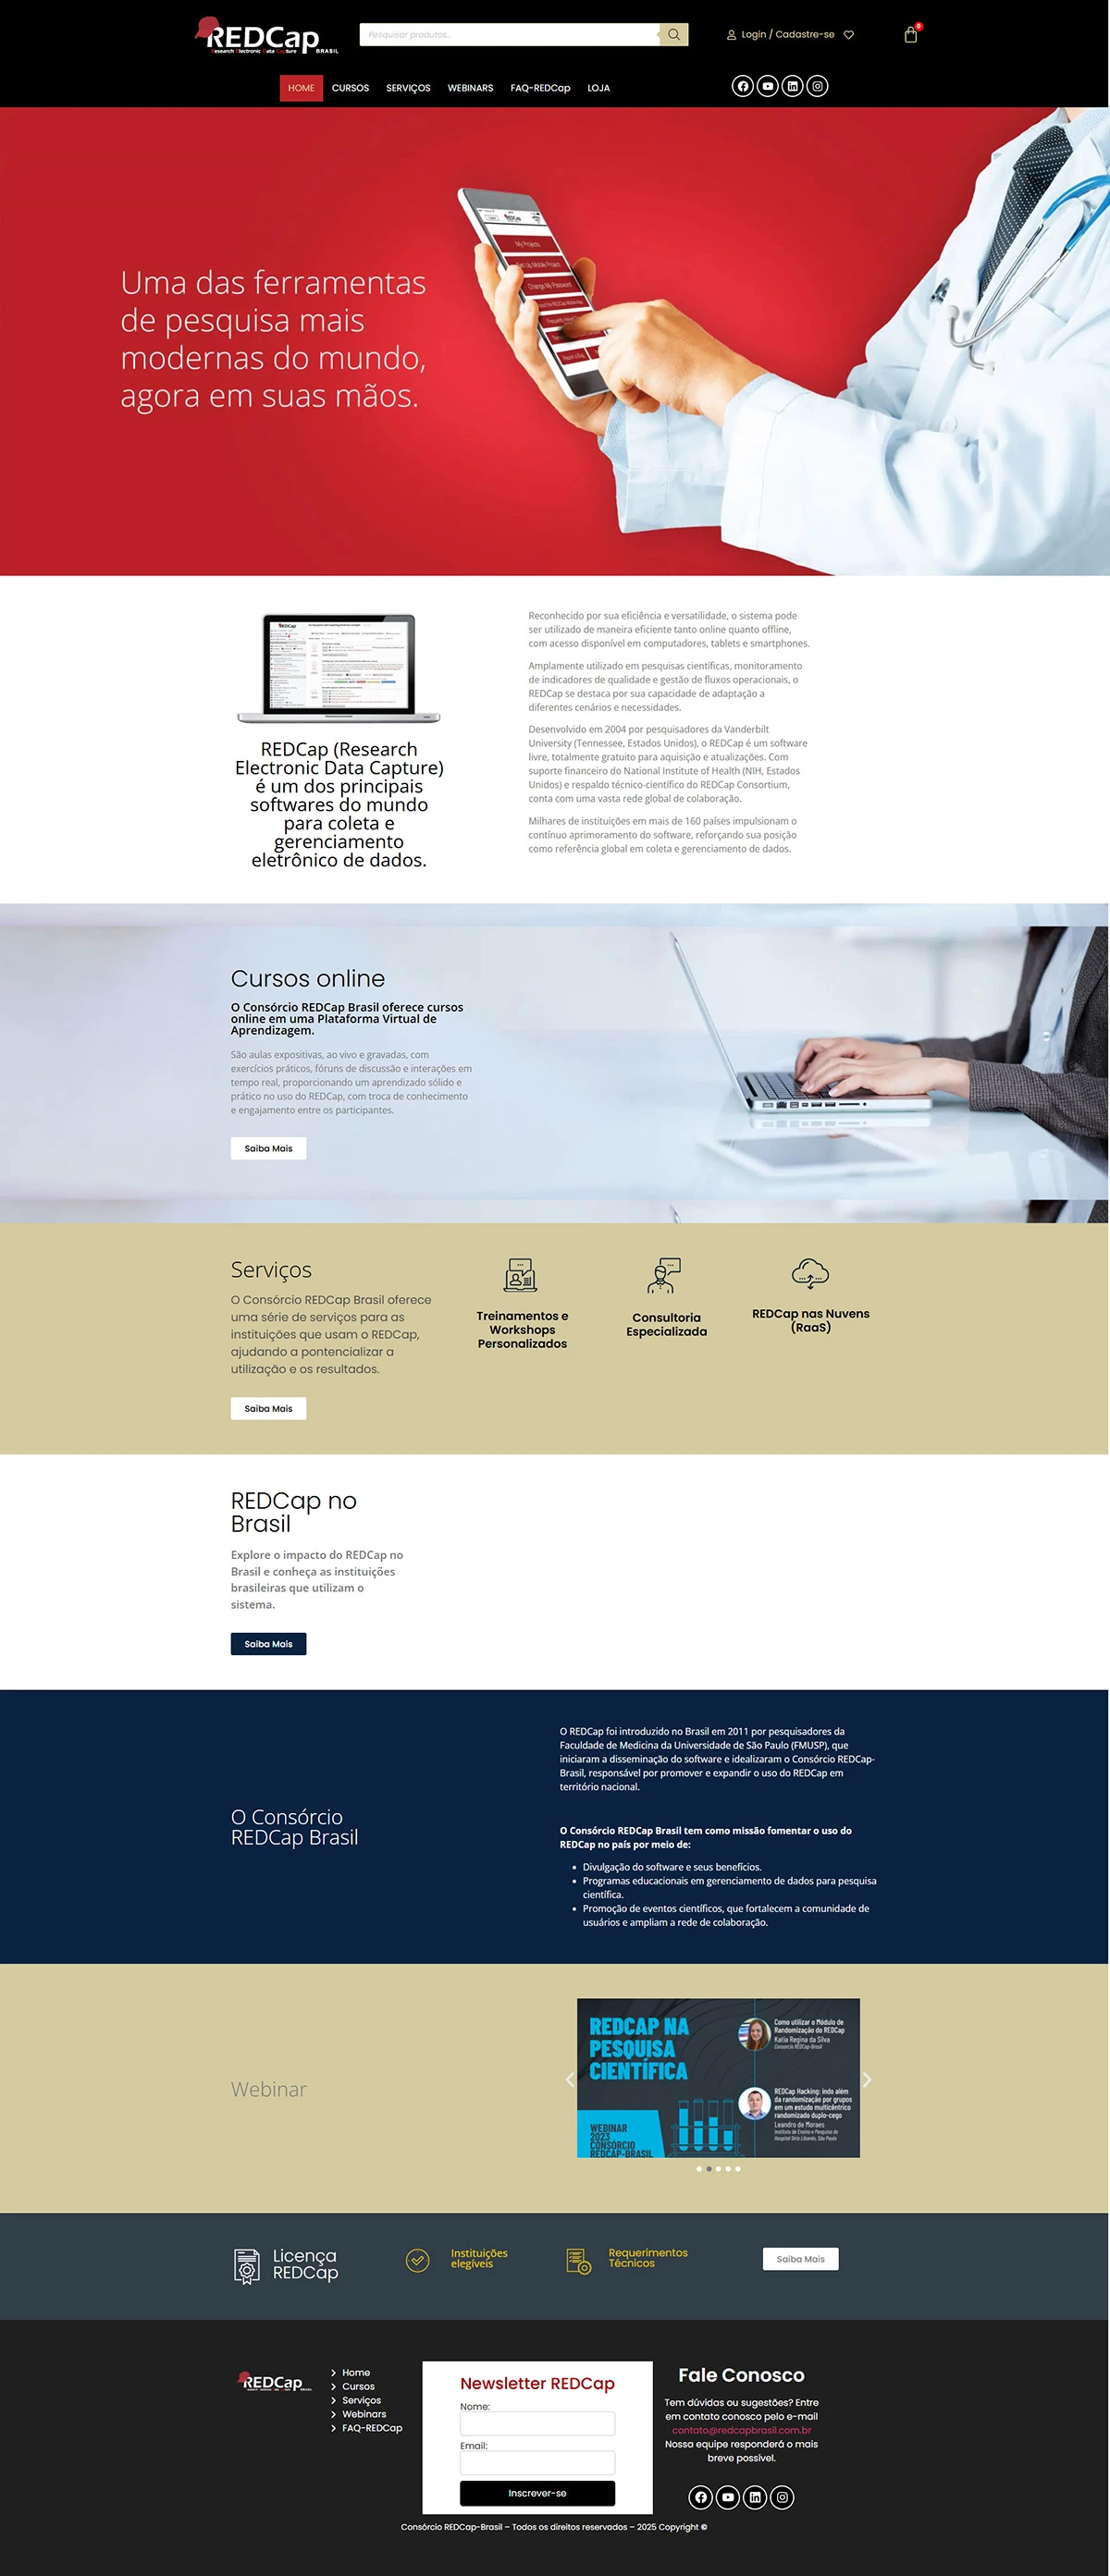 REDCap
Research Electronic Data Capture BRASIL
Pesquisar produtos...
Login / Cadastre-se
0
HOME CURSOS SERVIÇOS WEBINARS FAQ-REDCap LOJA
My Projects
Set Up Mobile Project
Change My Password
Report a Bug
Uma das ferramentas
de pesquisa mais
modernas do mundo,
agora em suas mãos.
REDCap
REDCap (Research
Electronic Data Capture)
é um dos principais
softwares do mundo
para coleta e
gerenciamento
eletrônico de dados.
Reconhecido por sua eficiência e versatilidade, o sistema pode
ser utilizado de maneira eficiente tanto online quanto offline,
com acesso disponível em computadores, tablets e smartphones.
Amplamente utilizado em pesquisas científicas, monitoramento
de indicadores de qualidade e gestão de fluxos operacionais, o
REDCap se destaca por sua capacidade de adaptação a
diferentes cenários e necessidades.
Desenvolvido em 2004 por pesquisadores da Vanderbilt
University (Tennessee, Estados Unidos), o REDCap é um software
livre, totalmente gratuito para aquisição e atualizações. Com
suporte financeiro do National Institute of Health (NIH, Estados
Unidos) e respaldo técnico-científico do REDCap Consortium,
conta com uma vasta rede global de colaboração.
Milhares de instituições em mais de 160 países impulsionam o
contínuo aprimoramento do software, reforçando sua posição
como referência global em coleta e gerenciamento de dados.
Cursos online
O Consórcio REDCap Brasil oferece cursos
online em uma Plataforma Virtual de
Aprendizagem.
São aulas expositivas, ao vivo e gravadas, com
exercícios práticos, fóruns de discussão e interações em
tempo real, proporcionando um aprendizado sólido e
prático no uso do REDCap, com troca de conhecimento
e engajamento entre os participantes.
Saiba Mais
Serviços
O Consórcio REDCap Brasil oferece
uma série de serviços para as
instituições que usam o REDCap,
ajudando a pontencializar a
utilização e os resultados.
Saiba Mais
Treinamentos e
Workshops
Personalizados
Consultoria
Especializada
REDCap nas Nuvens
(RaaS)
REDCap no
Brasil
Explore o impacto do REDCap no
Brasil e conheça as instituições
brasileiras que utilizam o
sistema.
Saiba Mais
O Consórcio
REDCap Brasil
O REDCap foi introduzido no Brasil em 2011 por pesquisadores da
Faculdade de Medicina da Universidade de São Paulo (FMUSP), que
iniciaram a disseminação do software e idealizaram o Consórcio REDCap-
Brasil, responsável por promover e expandir o uso do REDCap em
território nacional.
O Consórcio REDCap Brasil tem como missão fomentar o uso do
REDCap no país por meio de:
• Divulgação do software e seus benefícios.
• Programas educacionais em gerenciamento de dados para pesquisa
científica.
• Promoção de eventos científicos, que fortalecem a comunidade de
usuários e ampliam a rede de colaboração.
Webinar
REDCAP NA
PESQUISA
CIENTÍFICA
WEBINAR
2023
CONSÓRCIO
REDCAP-BRASIL
Como utilizar o Módulo de
Randomização do REDCap
Katia Regina da Silva
Consórcio REDCap-Brasil
REDCap Hacking: indo além
da randomização por grupos
em um estudo multicêntrico
randomizado duplo-cego
Leandro de Moraes
Instituto de Ensino e Pesquisa do
Hospital Sírio Libanês, São Paulo
Licença
REDCap
Instituições
elegíveis
Requerimentos
Técnicos
Saiba Mais
REDCap
BRASIL
Home
Cursos
Serviços
Webinars
FAQ-REDCap
Newsletter REDCap
Nome:
Email:
Inscrever-se
Fale Conosco
Tem dúvidas ou sugestões? Entre
em contato conosco pelo e-mail
contato@redcapbrasil.com.br
Nossa equipe responderá o mais
breve possível.
Consórcio REDCap-Brasil – Todos os direitos reservados – 2025 Copyright ©